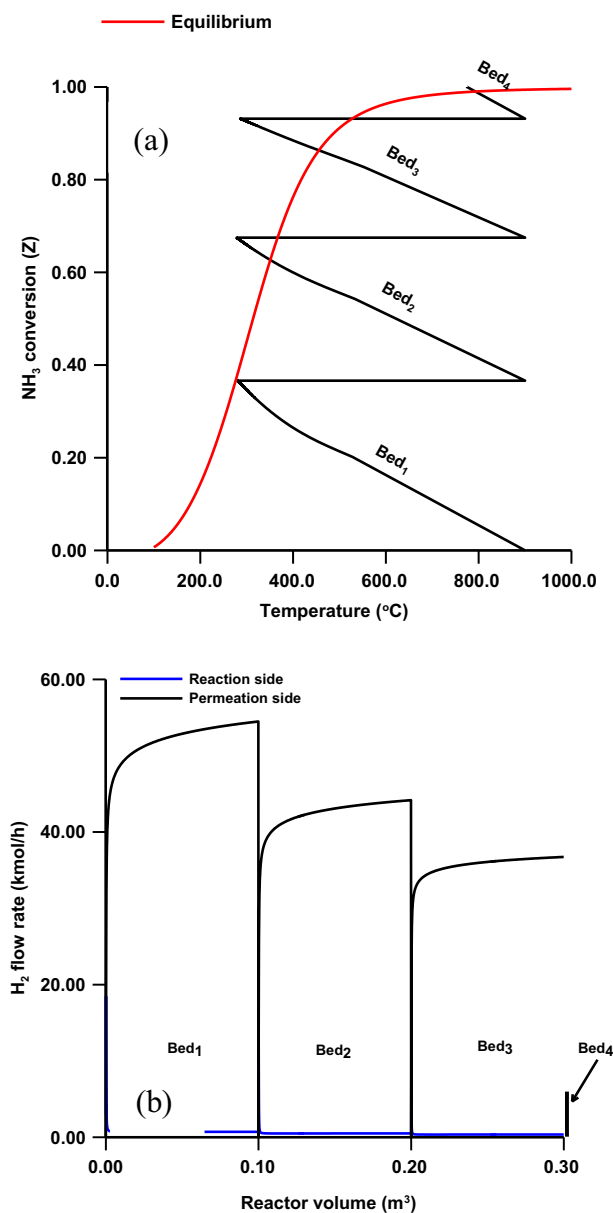 Equilibrium
(a)
NH₃ conversion (Z)
1.00
0.80
0.60
0.40
0.20
0.00
Bed₄
Bed₃
Bed₂
Bed₁
0.0 200.0 400.0 600.0 800.0 1000.0
Temperature (°C)
Reaction side
Permeation side
H₂ flow rate (kmol/h)
60.00
40.00
20.00
0.00
Bed₁ Bed₂ Bed₃ Bed₄
(b)
0.00 0.10 0.20 0.30
Reactor volume (m³)